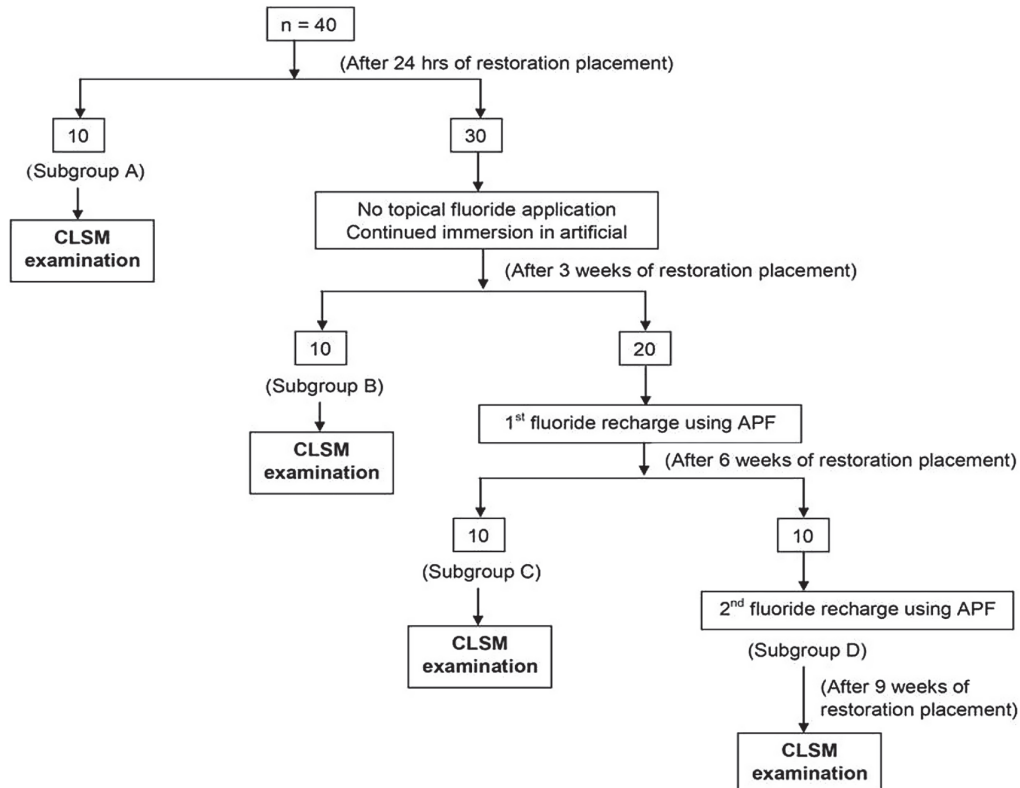 n = 40
(After 24 hrs of restoration placement)
10
30
(Subgroup A)
No topical fluoride application
Continued immersion in artificial
CLSM
examination
(After 3 weeks of restoration placement)
10
20
(Subgroup B)
1st fluoride recharge using APF
CLSM
examination
(After 6 weeks of restoration placement)
10
10
(Subgroup C)
2nd fluoride recharge using APF
CLSM
examination
(Subgroup D)
(After 9 weeks of
restoration placement)
CLSM
examination